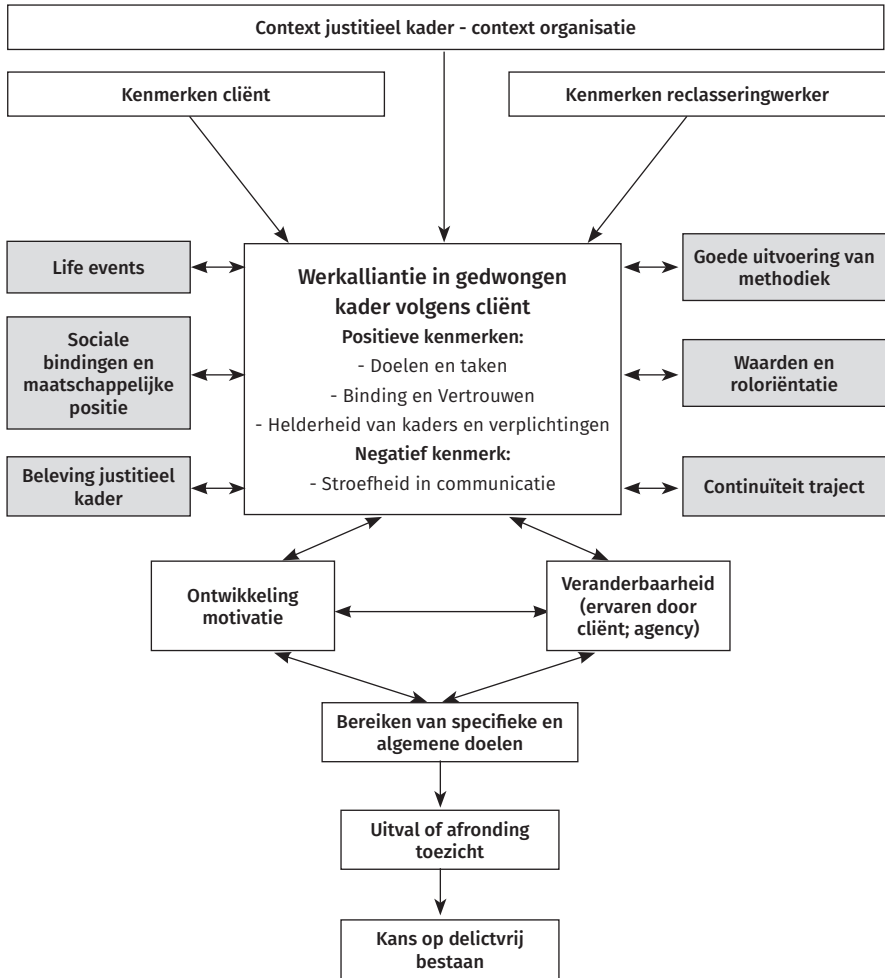 Context justitieel kader - context organisatie
Kenmerken cliënt
Kenmerken reclasseringwerker
Life events
Sociale
bindingen en
maatschappelijke
positie
Beleving justitieel
kader
Werkalliantie in gedwongen
kader volgens cliënt
Positieve kenmerken:
- Doelen en taken
- Binding en Vertrouwen
- Helderheid van kaders en verplichtingen
Negatief kenmerk:
- Stroefheid in communicatie
Goede uitvoering van
methodiek
Waarden en
roloriëntatie
Continuïteit traject
Ontwikkeling
motivatie
Veranderbaarheid
(ervaren door
cliënt; agency)
Bereiken van specifieke en
algemene doelen
Uitval of afronding
toezicht
Kans op delictvrij
bestaan